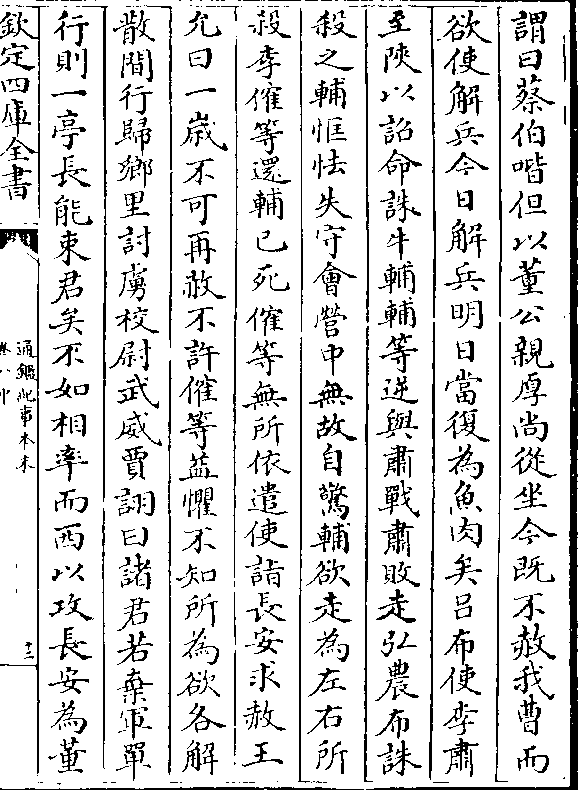 謂曰蔡伯喈但以董公親厚尚從坐今既不赦我曹而
欲使解兵今日解兵明日當復為魚肉矣呂布使李肅
至陝以詔命誅牛輔輔等逆與肅戰肅敗走弘農布誅
殺之輔恇怯失守會營中無故自驚輔欲走為左右所
殺李傕等還輔已死傕等無所依遣使詣長安求赦王
允曰一歲不可再赦不許傕等益懼不知所為欲各解
散間行歸鄉里討虜校尉武威賈詡曰諸君若棄軍單
行則一亭長能束君矣不如相率而西以攻長安為董
欽定四庫全書
通鑑紀事本末
十二